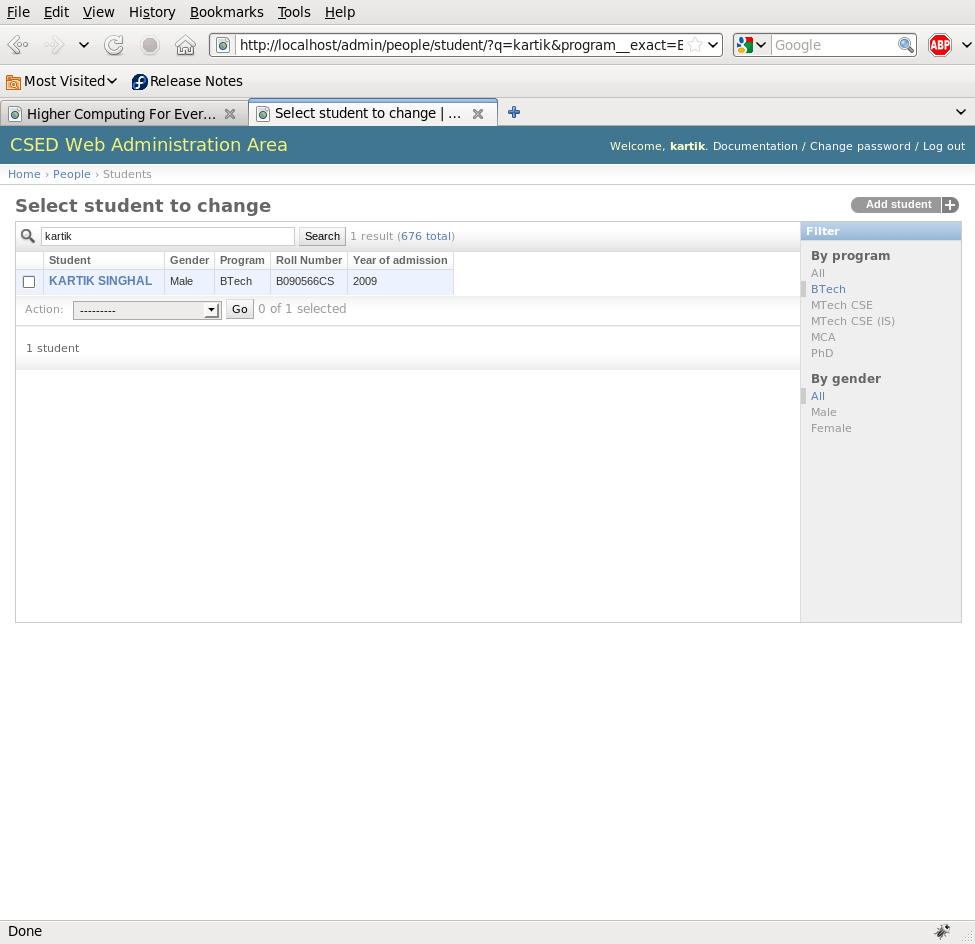 File Edit View History Bookmarks Tools Help
http://localhost/admin/people/student/?q=kartik&program__exact=E
Google
ABP
Most Visited Release Notes
Higher Computing For Ever... Select student to change | ...
CSED Web Administration Area
Welcome, kartik. Documentation / Change password / Log out
Home › People › Students
Select student to change
Add student +
kartik Search 1 result (676 total)
Student Gender Program Roll Number Year of admission
KARTIK SINGHAL Male BTech B090566CS 2009
Action: --------- Go 0 of 1 selected
1 student
Filter
By program
All
BTech
MTech CSE
MTech CSE (IS)
MCA
PhD
By gender
All
Male
Female
Done